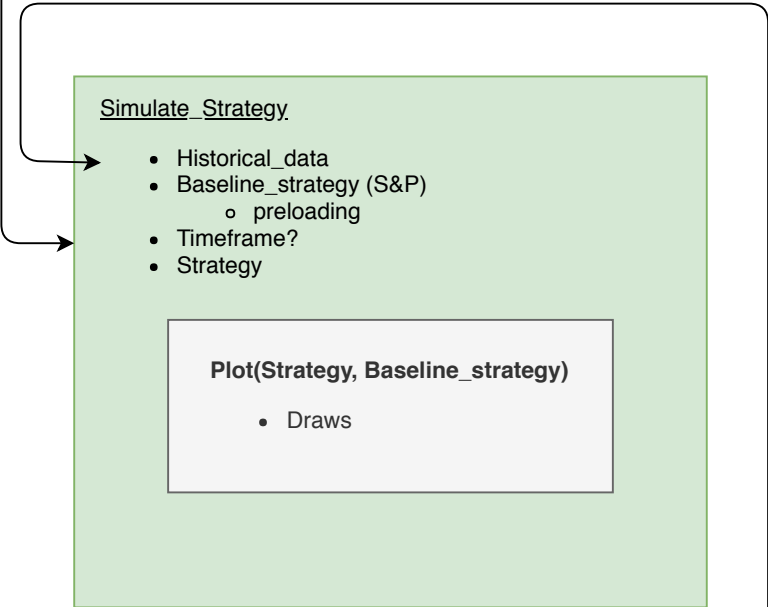 Simulate_Strategy
Historical_data
Baseline_strategy (S&P)
preloading
Timeframe?
Strategy
Plot(Strategy, Baseline_strategy)
Draws